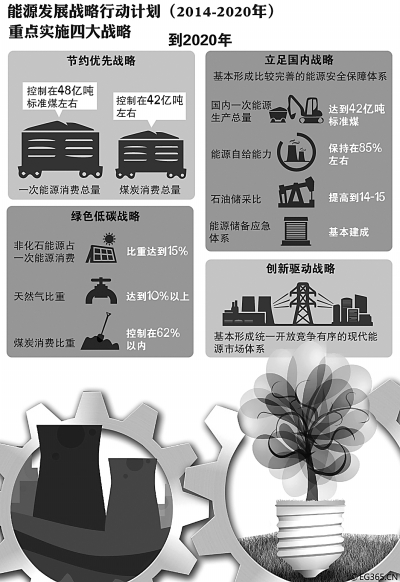 能源发展战略行动计划（2014-2020年）
重点实施四大战略
到2020年
节约优先战略
控制在48亿吨
标准煤左右
控制在42亿吨
左右
一次能源消费总量
煤炭消费总量
绿色低碳战略
非化石能源占
一次能源消费
比重达到15%
天然气比重
达到10%以上
煤炭消费比重
控制在62%
以内
立足国内战略
基本形成比较完善的能源安全保障体系
国内一次能源
生产总量
达到42亿吨
标准煤
能源自给能力
保持在85%
左右
石油储采比
提高到14-15
能源储备应急
体系
基本建成
创新驱动战略
基本形成统一开放竞争有序的现代能
源市场体系
©EG365.CN